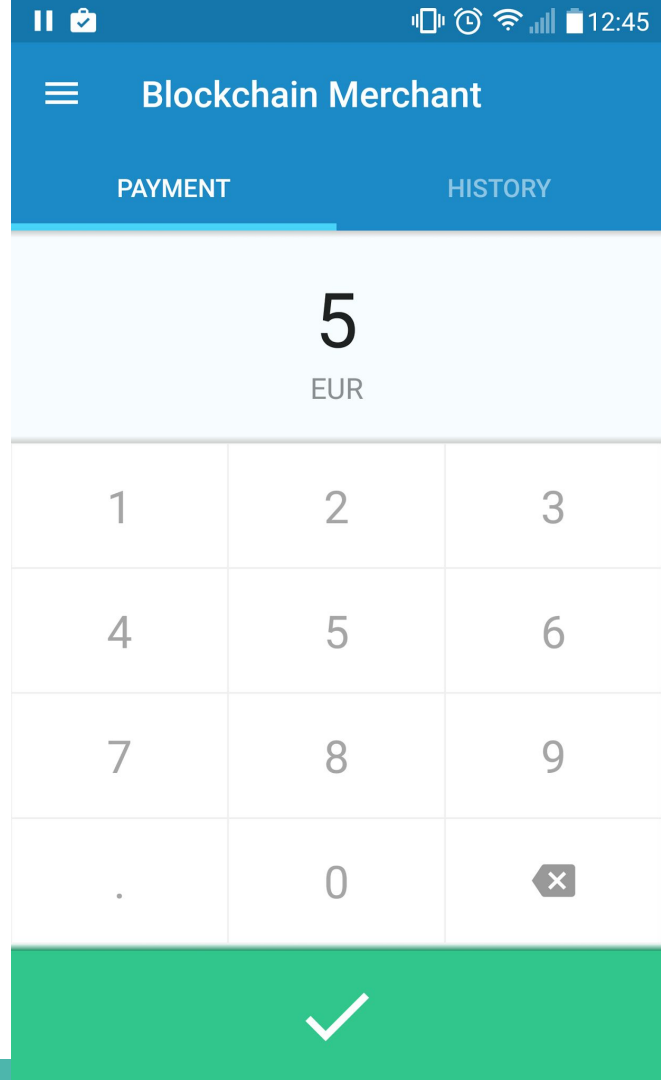 12:45
Blockchain Merchant
PAYMENT HISTORY
5
EUR
1 2 3
4 5 6
7 8 9
. 0